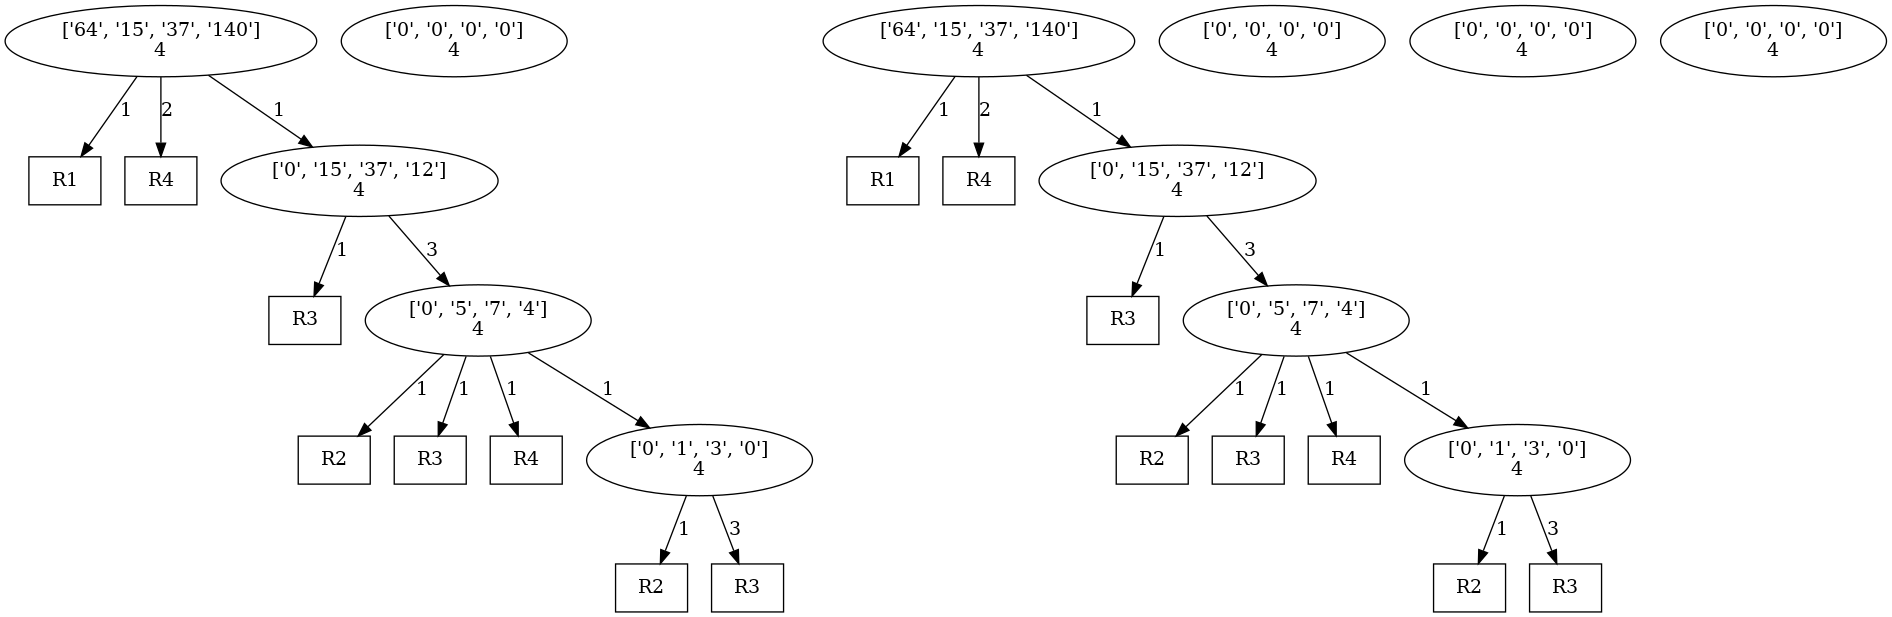 ['64', '15', '37', '140']
4
['0', '0', '0', '0']
4
['64', '15', '37', '140']
4
['0', '0', '0', '0']
4
['0', '0', '0', '0']
4
['0', '0', '0', '0']
4
1
2
1
1
2
1
R1
R4
['0', '15', '37', '12']
4
R1
R4
['0', '15', '37', '12']
4
1
3
1
3
R3
['0', '5', '7', '4']
4
R3
['0', '5', '7', '4']
4
1
1
1
1
1
1
1
1
R2
R3
R4
['0', '1', '3', '0']
4
R2
R3
R4
['0', '1', '3', '0']
4
1
3
1
3
R2
R3
R2
R3